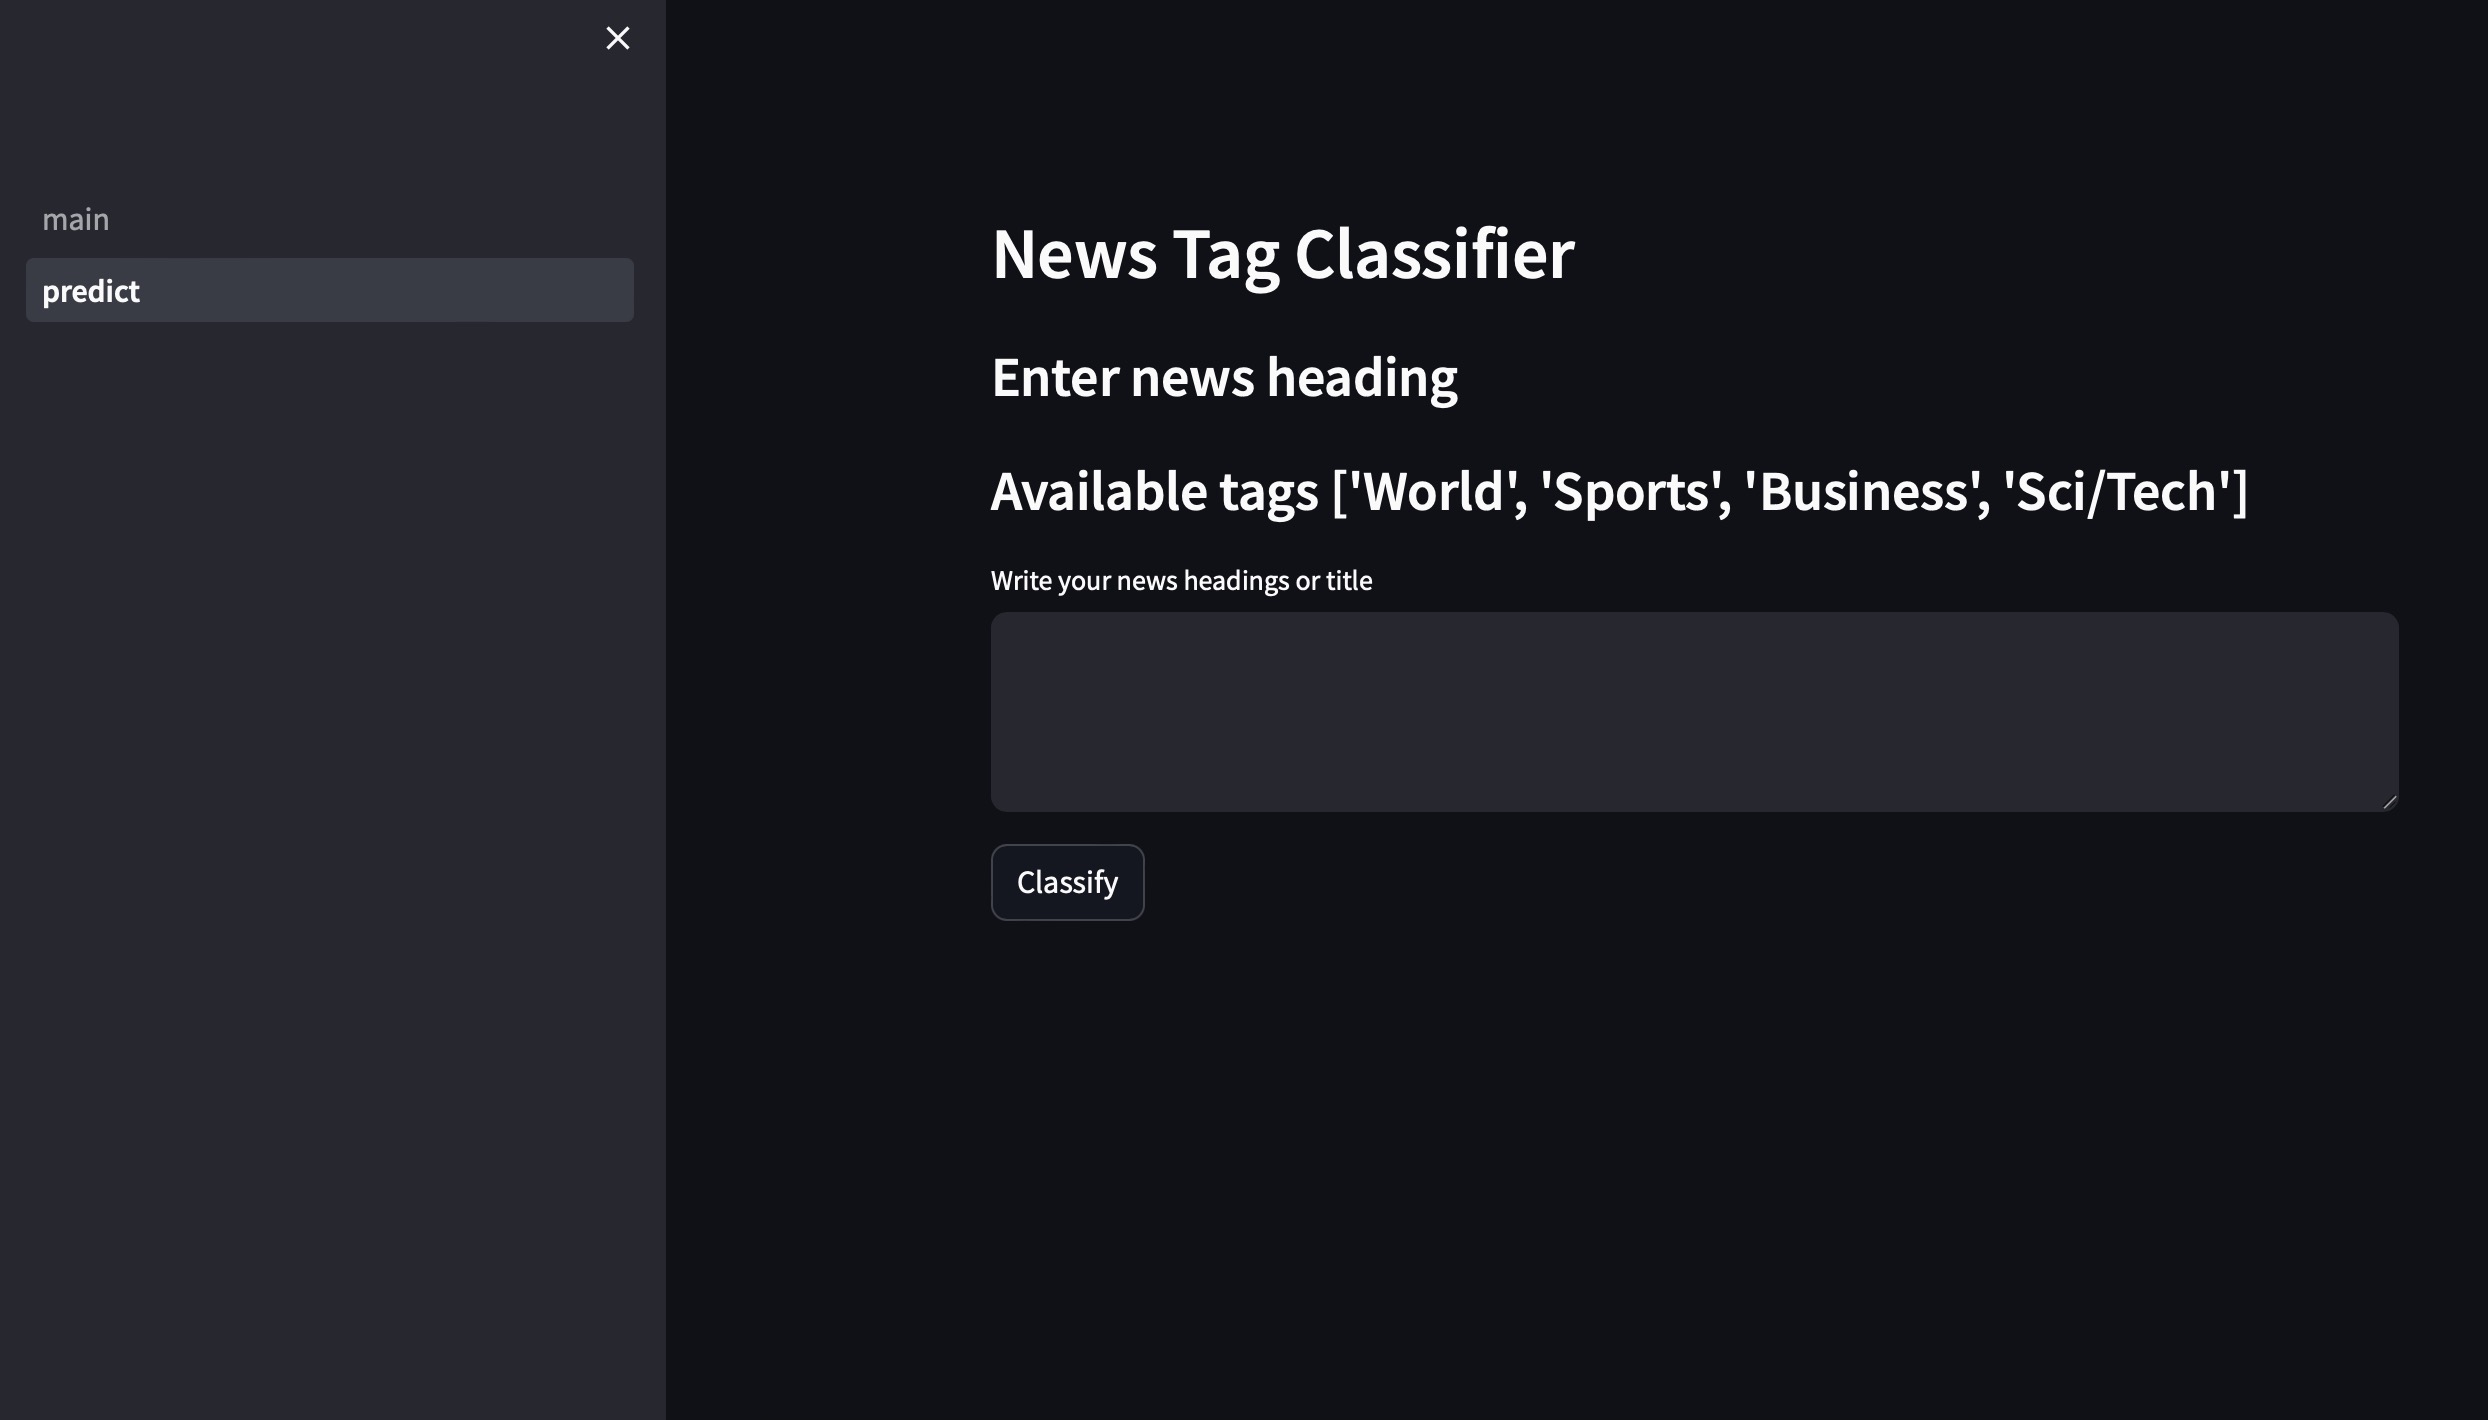 main
predict
News Tag Classifier
Enter news heading
Available tags ['World', 'Sports', 'Business', 'Sci/Tech']
Write your news headings or title
Classify